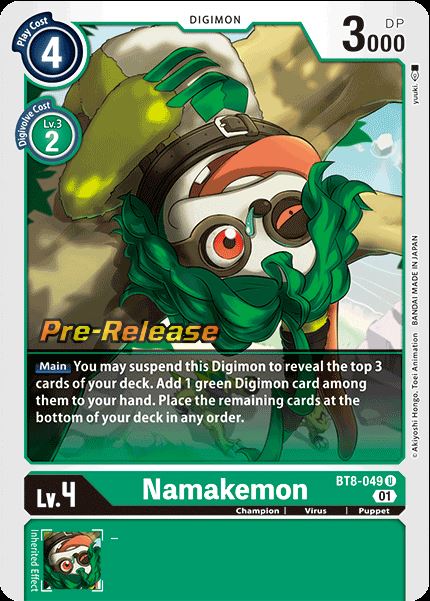 DIGIMON
Play Cost
4
DP
3000
Digivolve Cost
Lv.3
2
yuuki.
Pre-Release
Main You may suspend this Digimon to reveal the top 3
cards of your deck. Add 1 green Digimon card among
them to your hand. Place the remaining cards at the
bottom of your deck in any order.
© Akiyoshi Hongo, Toei Animation BANDAI MADE IN JAPAN
Lv.4
Namakemon
BT8-049 U
01
Champion | Virus | Puppet
Inherited Effect
–